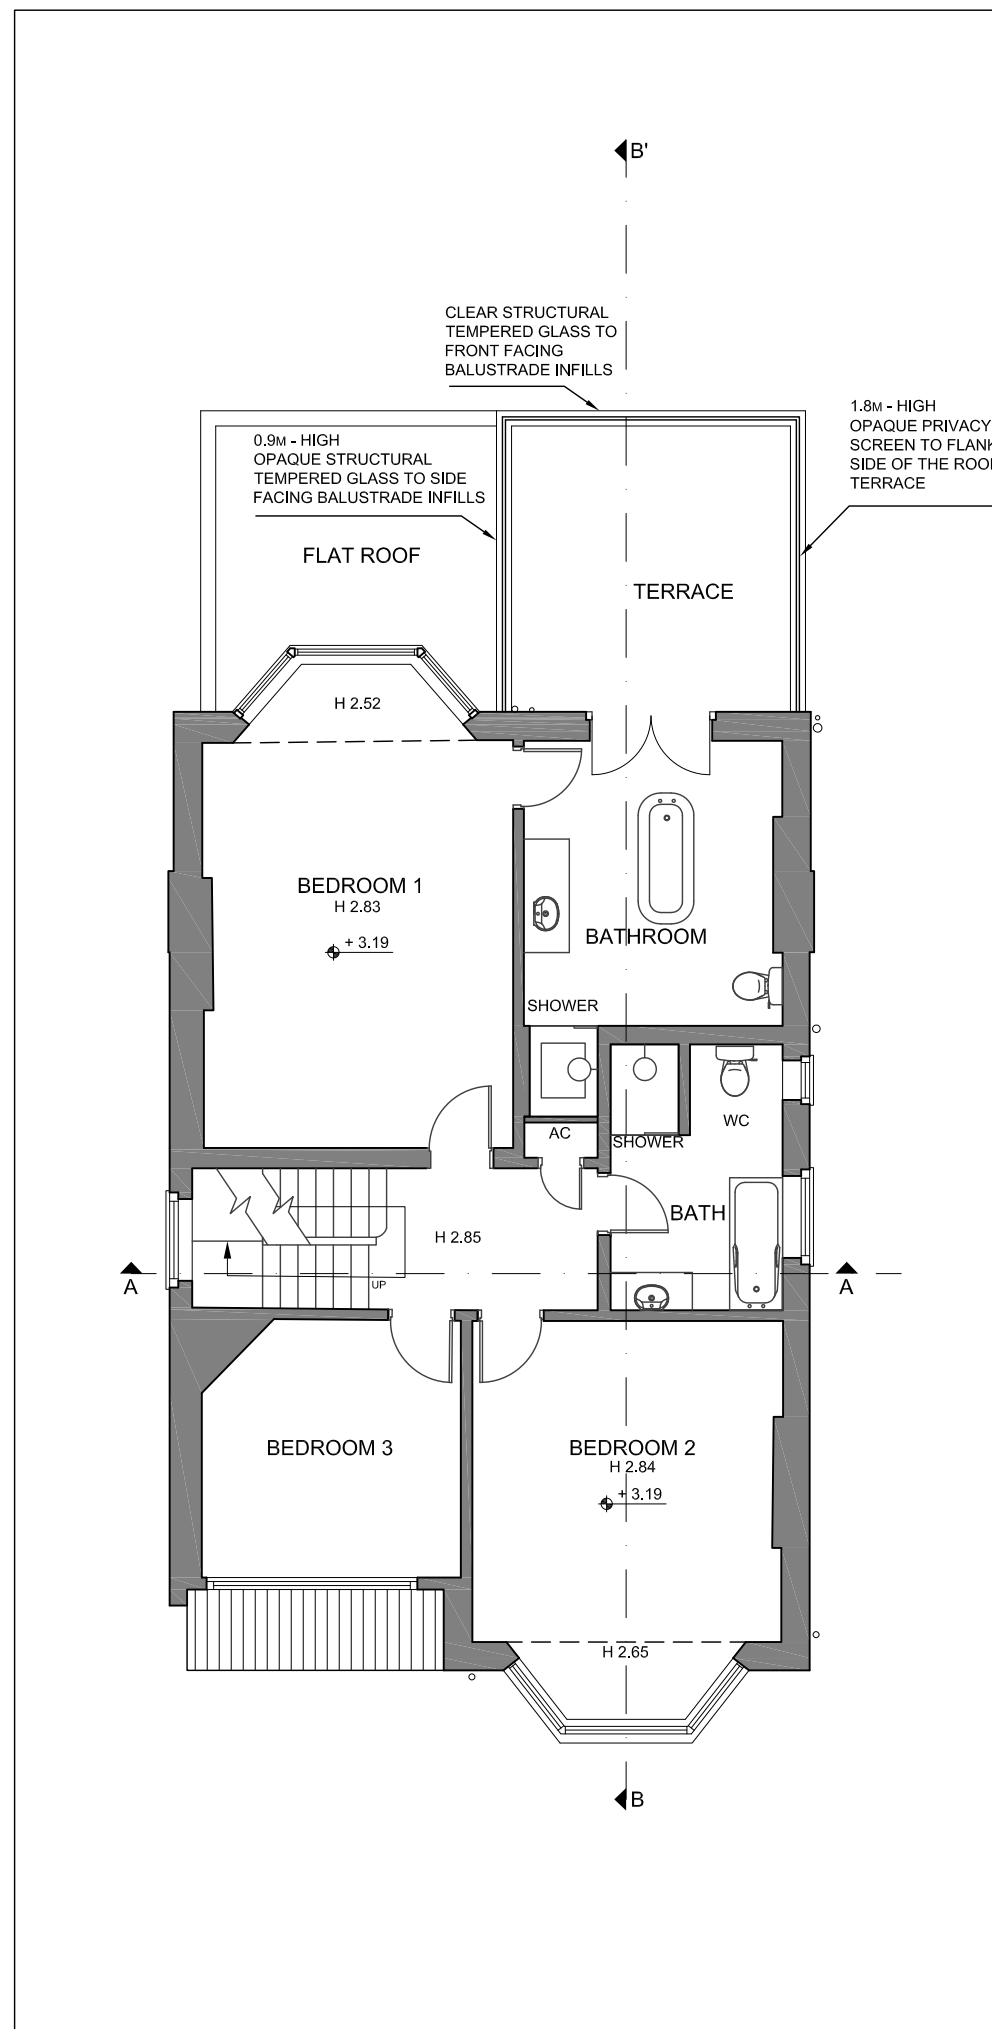 B'
CLEAR STRUCTURAL
TEMPERED GLASS TO
FRONT FACING
BALUSTRADE INFILLS
1.8M - HIGH
OPAQUE PRIVACY
SCREEN TO FLANK
SIDE OF THE ROO
TERRACE
0.9M - HIGH
OPAQUE STRUCTURAL
TEMPERED GLASS TO SIDE
FACING BALUSTRADE INFILLS
FLAT ROOF
TERRACE
H 2.52
BEDROOM 1
H 2.83
+ 3.19
BATHROOM
SHOWER
AC
SHOWER
WC
BATH
H 2.85
UP
A
A
BEDROOM 3
BEDROOM 2
H 2.84
+ 3.19
H 2.65
B